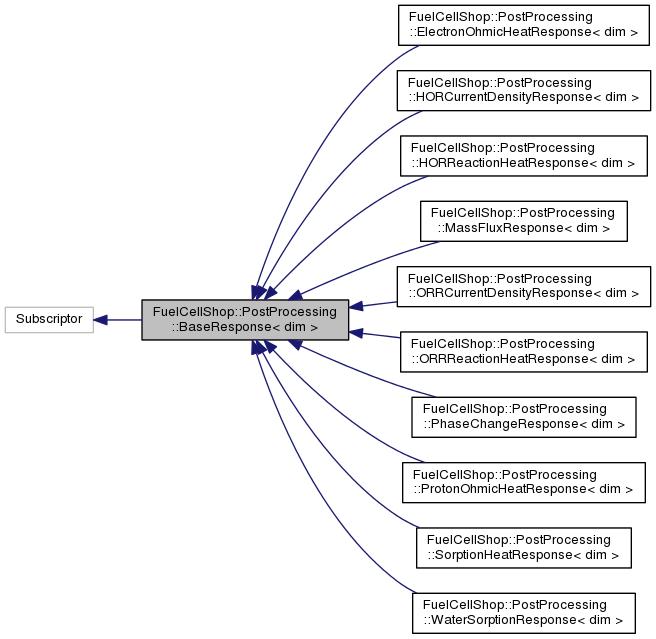 FuelCellShop::PostProcessing
::ElectronOhmicHeatResponse< dim >
FuelCellShop::PostProcessing
::HORCurrentDensityResponse< dim >
FuelCellShop::PostProcessing
::HORReactionHeatResponse< dim >
FuelCellShop::PostProcessing
::MassFluxResponse< dim >
FuelCellShop::PostProcessing
::ORRCurrentDensityResponse< dim >
Subscriptor
FuelCellShop::PostProcessing
::BaseResponse< dim >
FuelCellShop::PostProcessing
::ORRReactionHeatResponse< dim >
FuelCellShop::PostProcessing
::PhaseChangeResponse< dim >
FuelCellShop::PostProcessing
::ProtonOhmicHeatResponse< dim >
FuelCellShop::PostProcessing
::SorptionHeatResponse< dim >
FuelCellShop::PostProcessing
::WaterSorptionResponse< dim >